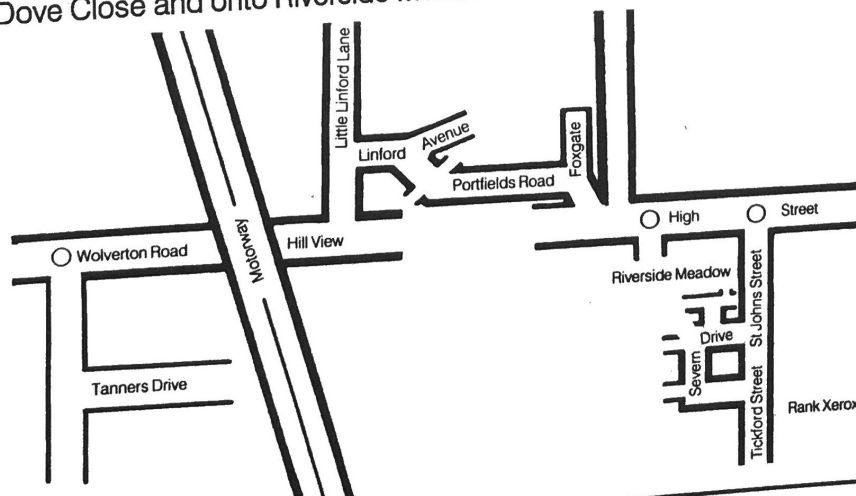 Dove Close and onto Riverside
Little Linford Lane
Linford
Avenue
Foxgate
Portfields Road
High
Street
Motorway
Hill View
Wolverton Road
Riverside Meadow
St Johns Street
Drive
Severn
Tanners Drive
Tickford Street
Rank Xerox